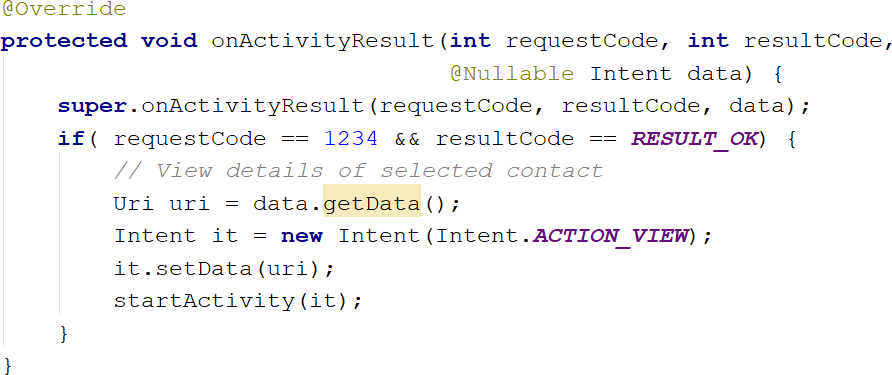 @Override
protected void onActivityResult(int requestCode, int resultCode,
@Nullable Intent data) {
super.onActivityResult(requestCode, resultCode, data);
if( requestCode == 1234 && resultCode == RESULT_OK) {
// View details of selected contact
Uri uri = data.getData();
Intent it = new Intent(Intent.ACTION_VIEW);
it.setData(uri);
startActivity(it);
}
}